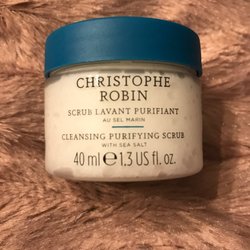 CHRISTOPHE
ROBIN
SCRUB LAVANT PURIFIANT
AU SEL MARIN
CLEANSING PURIFYING SCRUB
WITH SEA SALT
40 ml ℮ 1,3 US fl. oz.